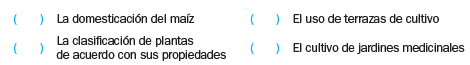 (      ) La domesticación del maíz
(      ) La clasificación de plantas
de acuerdo con sus propiedades
(      ) El uso de terrazas de cultivo
(      ) El cultivo de jardines medicinales